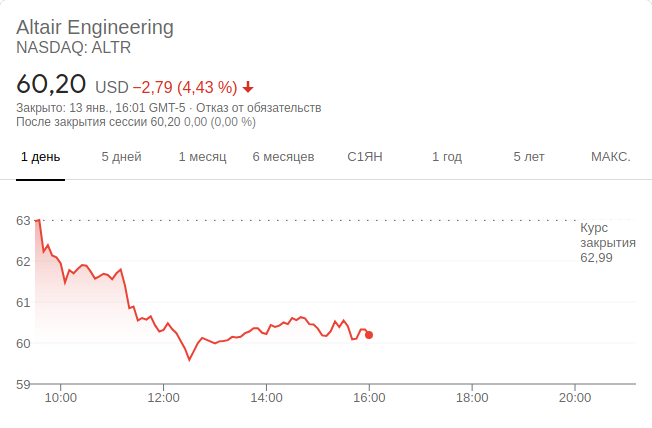 Altair Engineering
NASDAQ: ALTR
60,20 USD −2,79 (4,43 %)
Закрыто: 13 янв., 16:01 GMT-5 · Отказ от обязательств
После закрытия сессии 60,20 0,00 (0,00 %)
1 день 5 дней 1 месяц 6 месяцев С1ЯН 1 год 5 лет МАКС.
63
Курс
закрытия
62,99
62
61
60
59
10:00 12:00 14:00 16:00 18:00 20:00